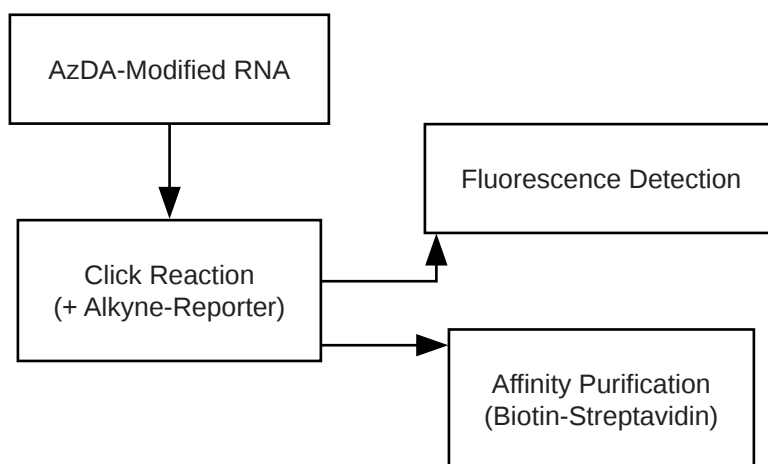 AzDA-Modified RNA
Fluorescence Detection
Click Reaction
(+ Alkyne-Reporter)
Affinity Purification
(Biotin-Streptavidin)